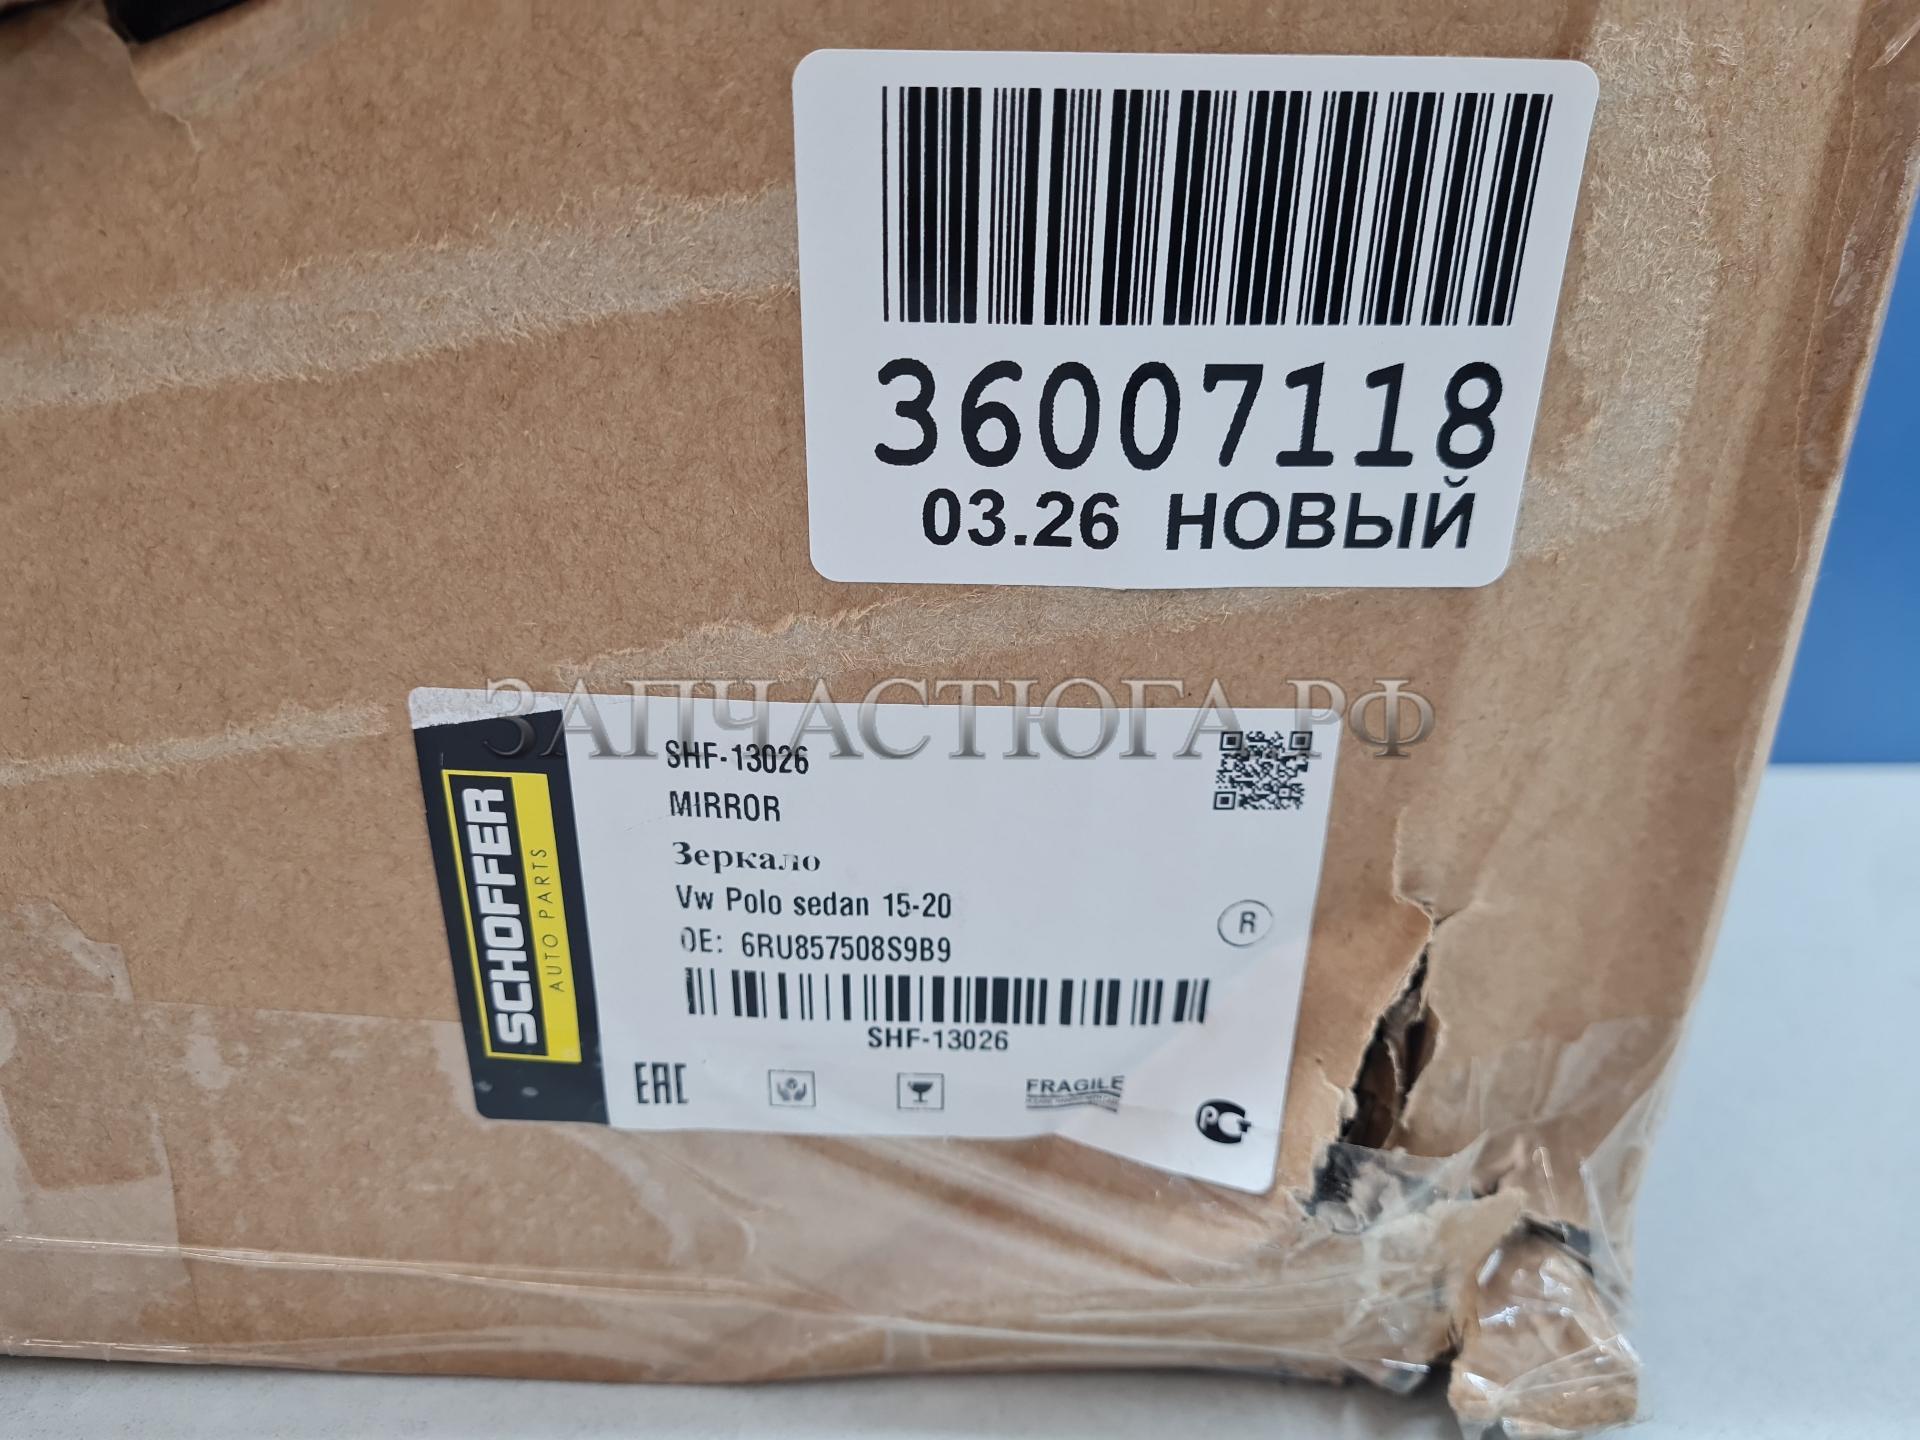 36007118
03.26 НОВЫЙ
ЗАПЧАСТЮГА.РФ
SCHOFFER
AUTO PARTS
SHF-13026
MIRROR
Зеркало
Vw Polo sedan 15-20
OE: 6RU857508S9B9
R
SHF-13026
EAC
FRAGILE
РСТ